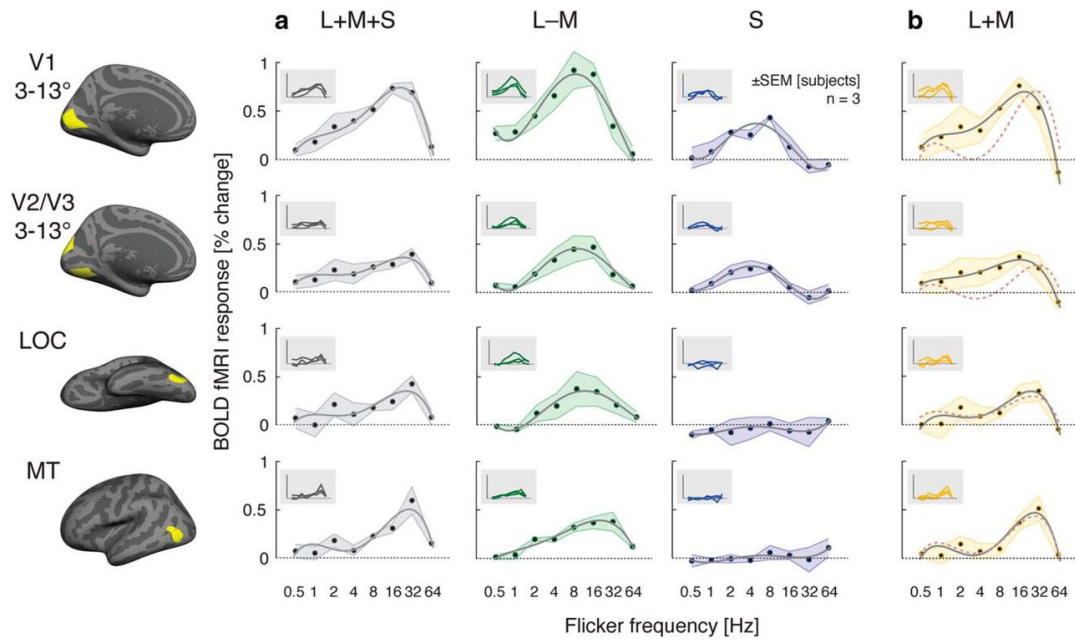 a L+M+S L–M S b L+M
V1
3-13°
±SEM [subjects]
n = 3
1
0.5
0
V2/V3
3-13°
1
0.5
0
LOC
1
0.5
0
MT
1
0.5
0
BOLD fMRI response [% change]
0.5 1 2 4 8 16 32 64 0.5 1 2 4 8 16 32 64 0.5 1 2 4 8 16 32 64 0.5 1 2 4 8 16 32 64
Flicker frequency [Hz]